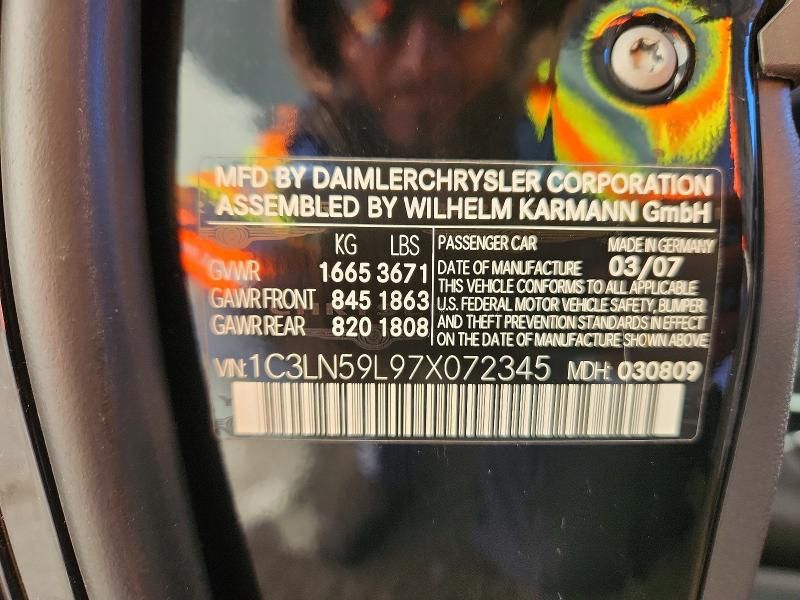 MFD BY DAIMLERCHRYSLER CORPORATION
ASSEMBLED BY WILHELM KARMANN GmbH
KG LBS
GVWR 1665 3671
GAWR FRONT 845 1863
GAWR REAR 820 1808
PASSENGER CAR MADE IN GERMANY
DATE OF MANUFACTURE 03/07
THIS VEHICLE CONFORMS TO ALL APPLICABLE
U.S. FEDERAL MOTOR VEHICLE SAFETY, BUMPER
AND THEFT PREVENTION STANDARDS IN EFFECT
ON THE DATE OF MANUFACTURE SHOWN ABOVE
VIN: 1C3LN59L97X072345 MDH: 030809